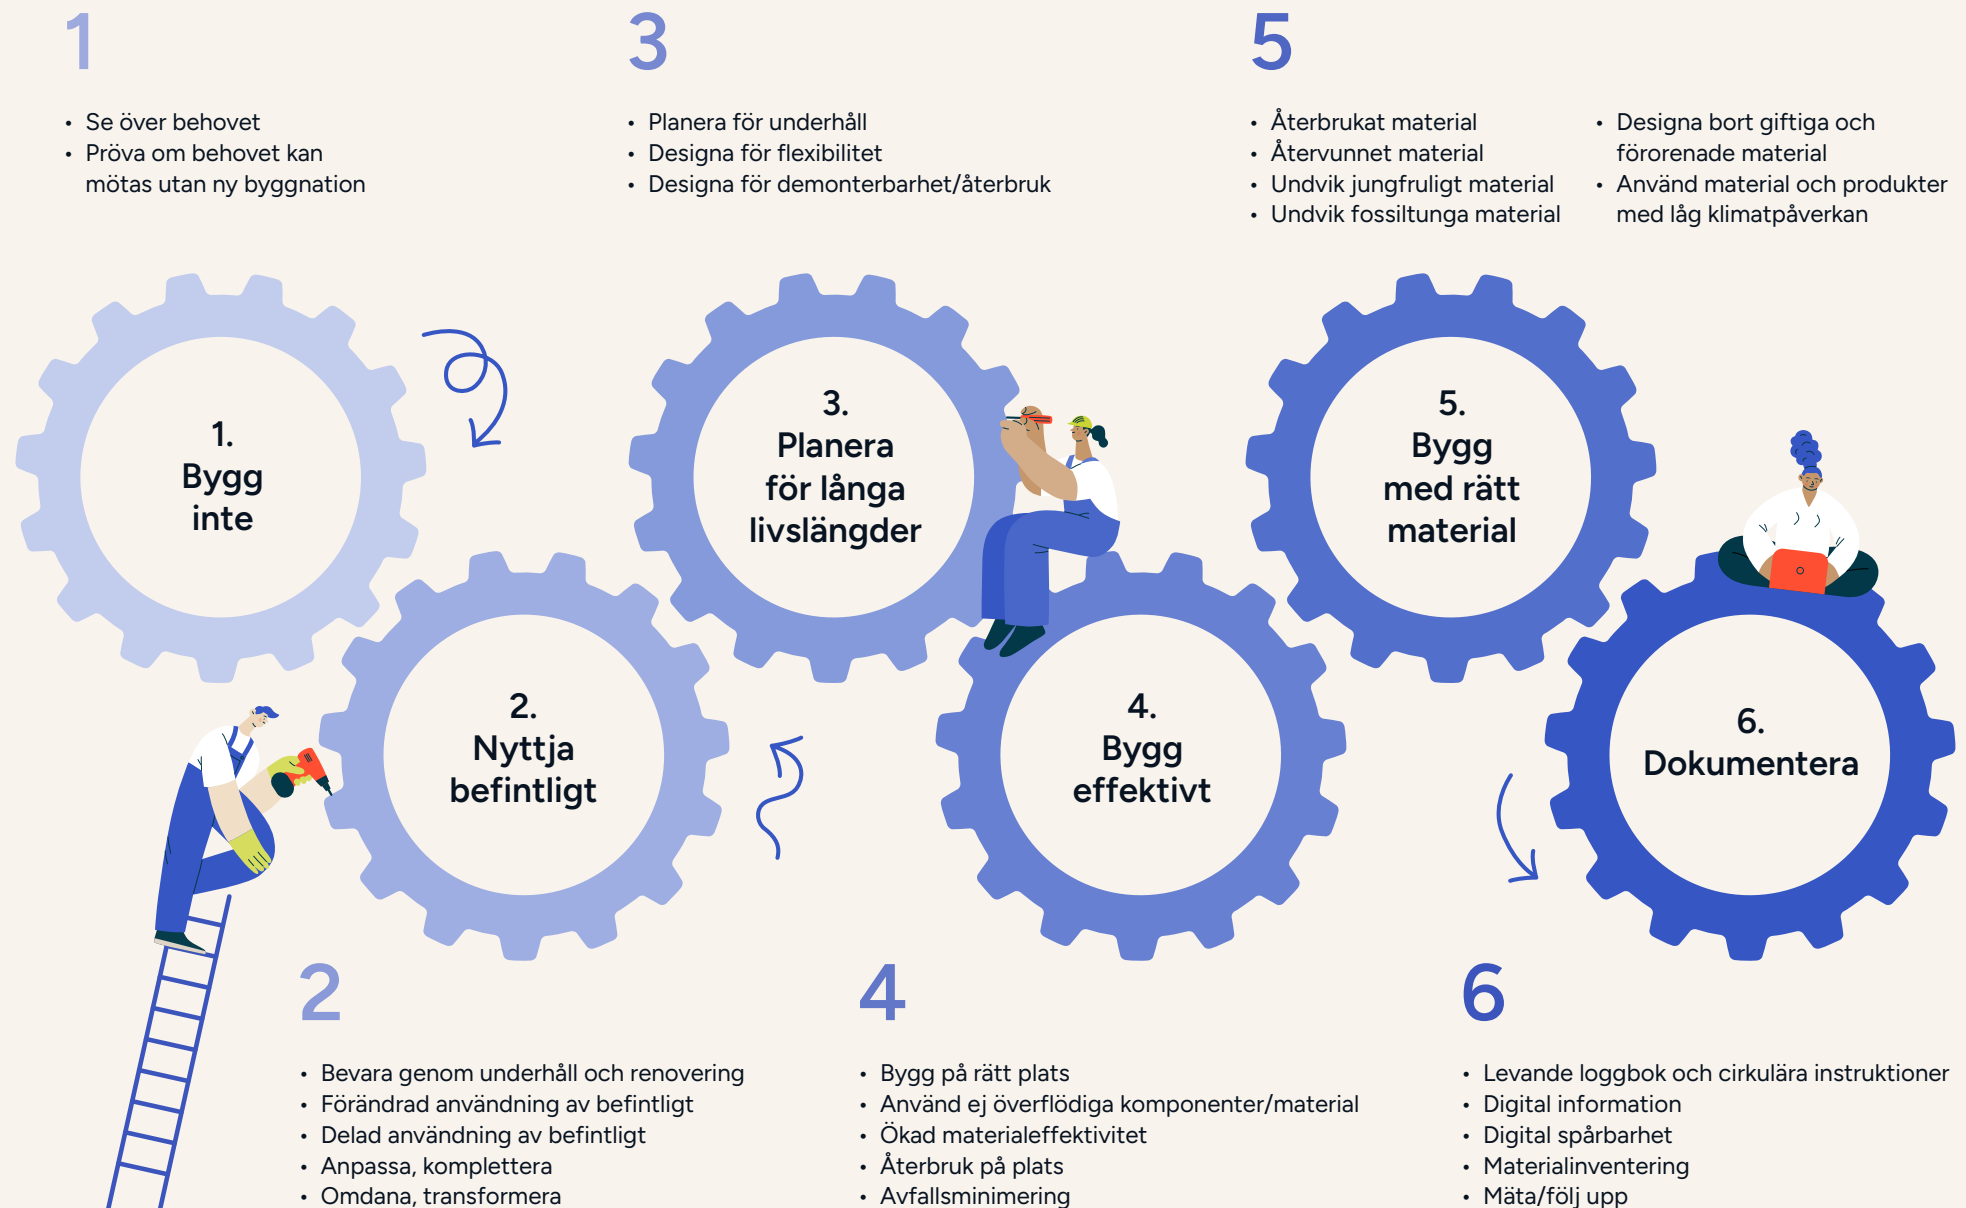 1
• Se över behovet
• Pröva om behovet kan
mötas utan ny byggnation
3
• Planera för underhåll
• Designa för flexibilitet
• Designa för demonterbarhet/återbruk
5
• Återbrukat material
• Återvunnet material
• Undvik jungfruligt material
• Undvik fossiltunga material
• Designa bort giftiga och
förorenade material
• Använd material och produkter
med låg klimatpåverkan
1.
Bygg
inte
2.
Nyttja
befintligt
3.
Planera
för långa
livslängder
4.
Bygg
effektivt
5.
Bygg
med rätt
material
6.
Dokumentera
2
• Bevara genom underhåll och renovering
• Förändrad användning av befintligt
• Delad användning av befintligt
• Anpassa, komplettera
• Omdana, transformera
4
• Bygg på rätt plats
• Använd ej överflödiga komponenter/material
• Ökad materialeffektivitet
• Återbruk på plats
• Avfallsminimering
6
• Levande loggbok och cirkulära instruktioner
• Digital information
• Digital spårbarhet
• Materialinventering
• Mäta/följ upp